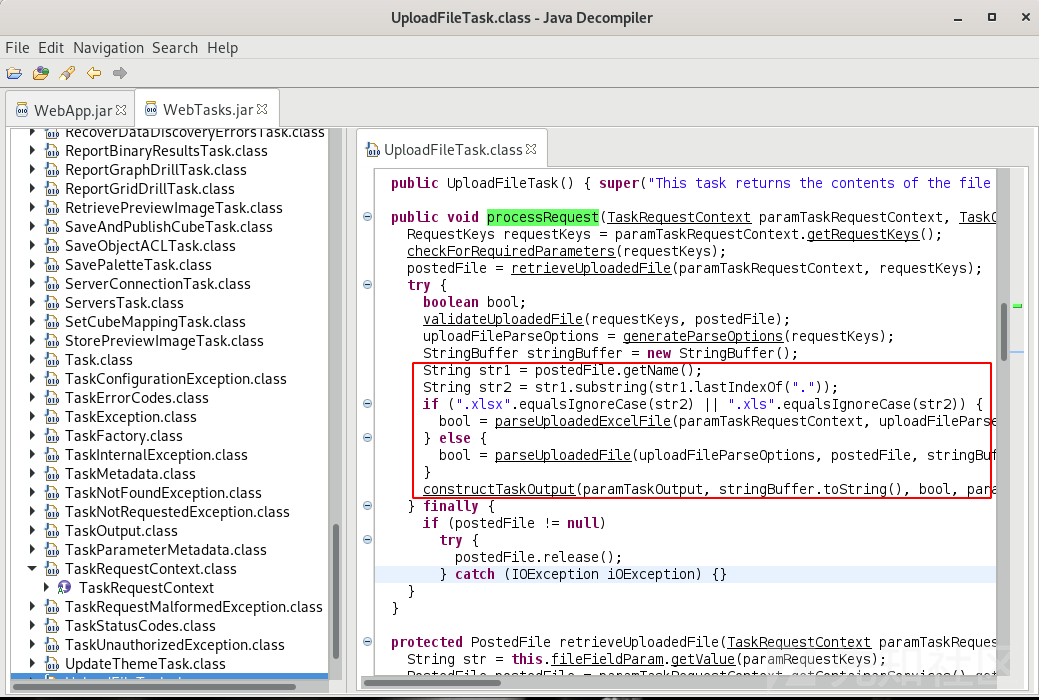 UploadFileTask.class - Java Decompiler
File Edit Navigation Search Help
WebApp.jar
WebTasks.jar
RecoverDataDiscoveryErrorsTask.class
ReportBinaryResultsTask.class
ReportGraphDrillTask.class
ReportGridDrillTask.class
RetrievePreviewImageTask.class
SaveAndPublishCubeTask.class
SaveObjectACLTask.class
SavePaletteTask.class
ServerConnectionTask.class
ServersTask.class
SetCubeMappingTask.class
StorePreviewImageTask.class
Task.class
TaskConfigurationException.class
TaskErrorCodes.class
TaskException.class
TaskFactory.class
TaskInternalException.class
TaskMetadata.class
TaskNotFoundException.class
TaskNotRequestedException.class
TaskOutput.class
TaskParameterMetadata.class
TaskRequestContext.class
TaskRequestContext
TaskRequestMalformedException.class
TaskStatusCodes.class
TaskUnauthorizedException.class
UpdateThemeTask.class
UploadFileTask.class
public UploadFileTask() { super("This task returns the contents of the file
public void processRequest(TaskRequestContext paramTaskRequestContext, TaskO
RequestKeys requestKeys = paramTaskRequestContext.getRequestKeys();
checkForRequiredParameters(requestKeys);
postedFile = retrieveUploadedFile(paramTaskRequestContext, requestKeys);
try {
boolean bool;
validateUploadedFile(requestKeys, postedFile);
uploadFileParseOptions = generateParseOptions(requestKeys);
StringBuffer stringBuffer = new StringBuffer();
String str1 = postedFile.getName();
String str2 = str1.substring(str1.lastIndexOf("."));
if (".xlsx".equalsIgnoreCase(str2) || ".xls".equalsIgnoreCase(str2)) {
bool = parseUploadedExcelFile(paramTaskRequestContext, uploadFileParse
} else {
bool = parseUploadedFile(uploadFileParseOptions, postedFile, stringBuf
}
constructTaskOutput(paramTaskOutput, stringBuffer.toString(), bool, para
} finally {
if (postedFile != null)
try {
postedFile.release();
} catch (IOException iOException) {}
}
}
protected PostedFile retrieveUploadedFile(TaskRequestContext paramTaskReques
String str = this.fileFieldParam.getValue(paramRequestKeys);